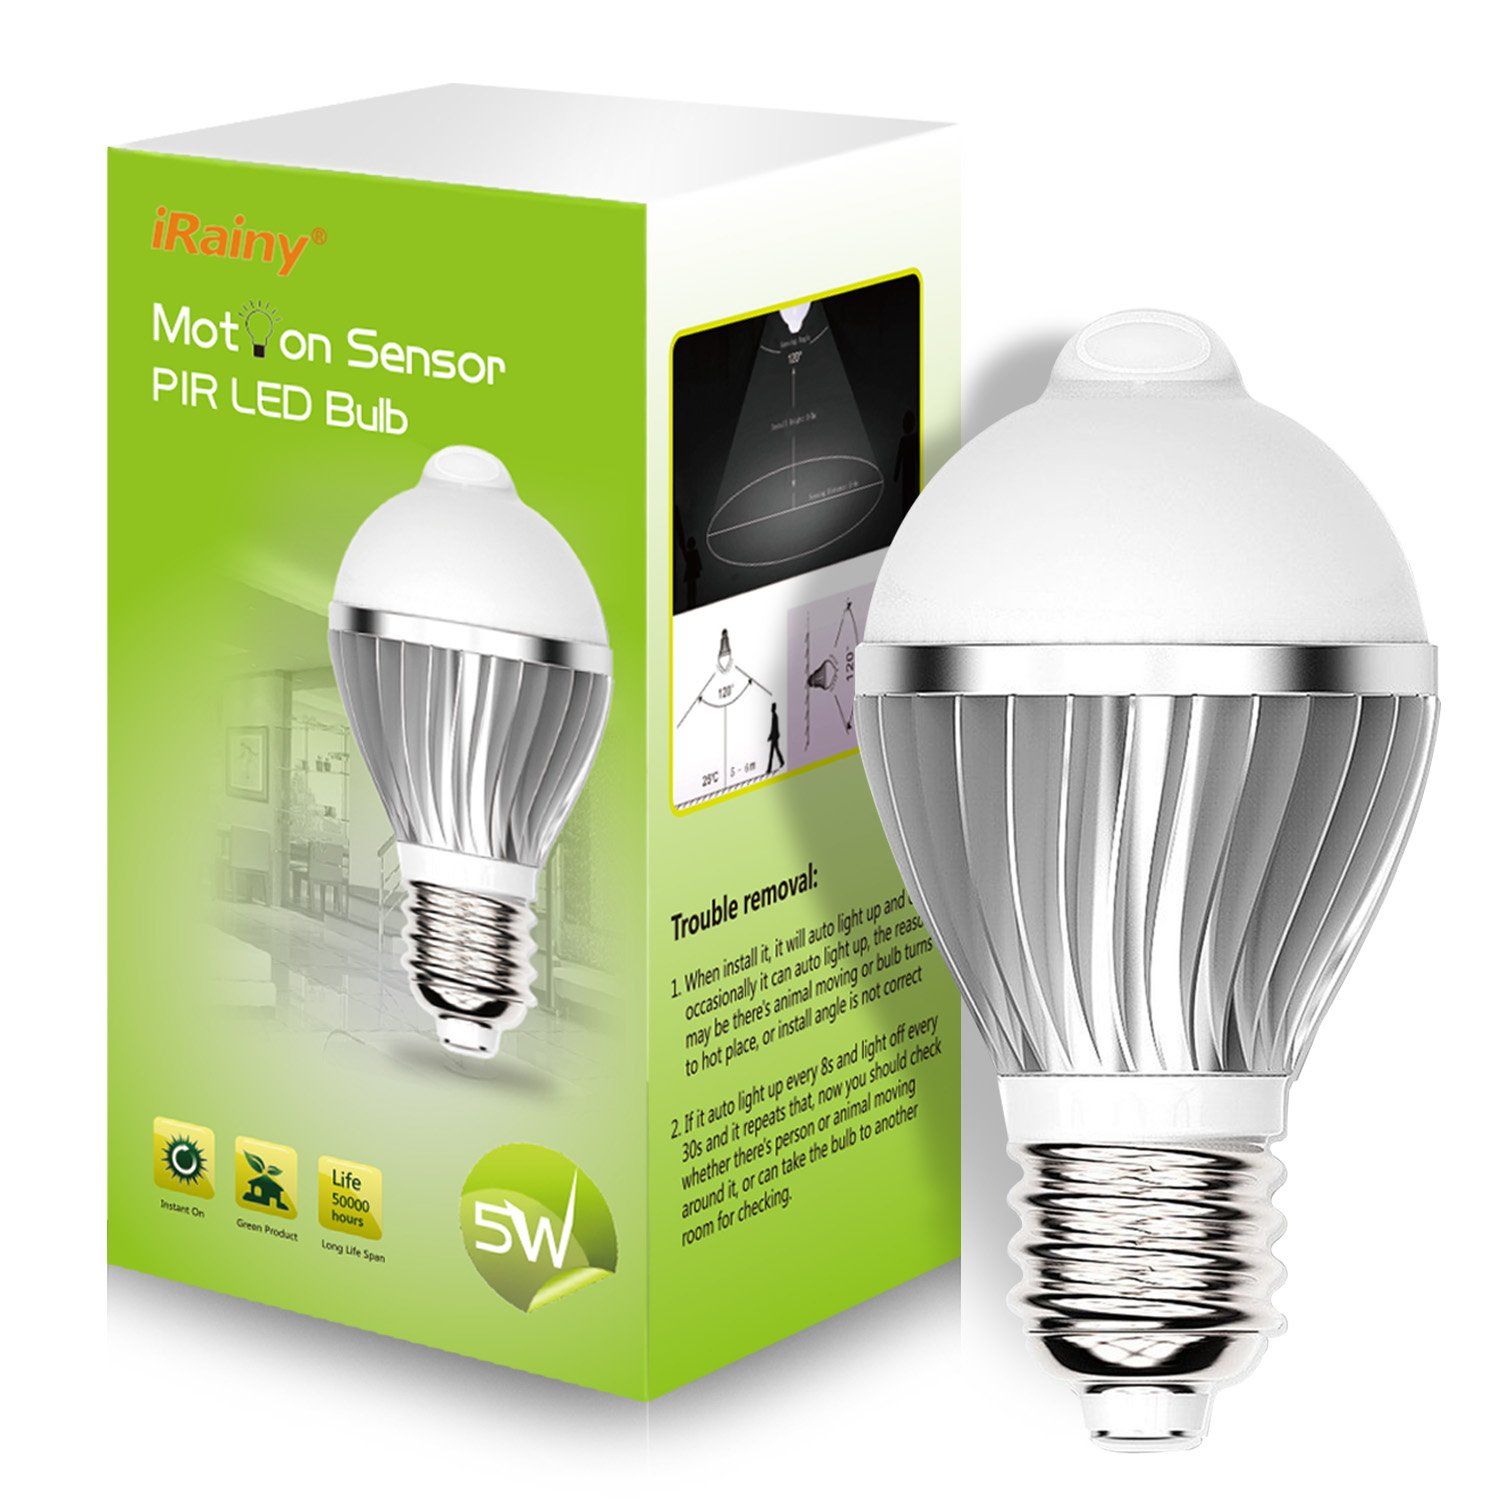 iRainy®
Motion Sensor
PIR LED Bulb
Instant On
Green Product
Life
50000
hours
Long Life Span
5W
120°
120°
25℃
5 - 6m
120°
Trouble removal:
1. When install it, it will auto light up and
occasionally it can auto light up, the
may be there's animal moving or bulb turns
to hot place, or install angle is not correct
2. If it auto light up every 8s and light off every
30s and it repeats that, now you should check
whether there's person or animal moving
around it, or can take the bulb to another
room for checking.